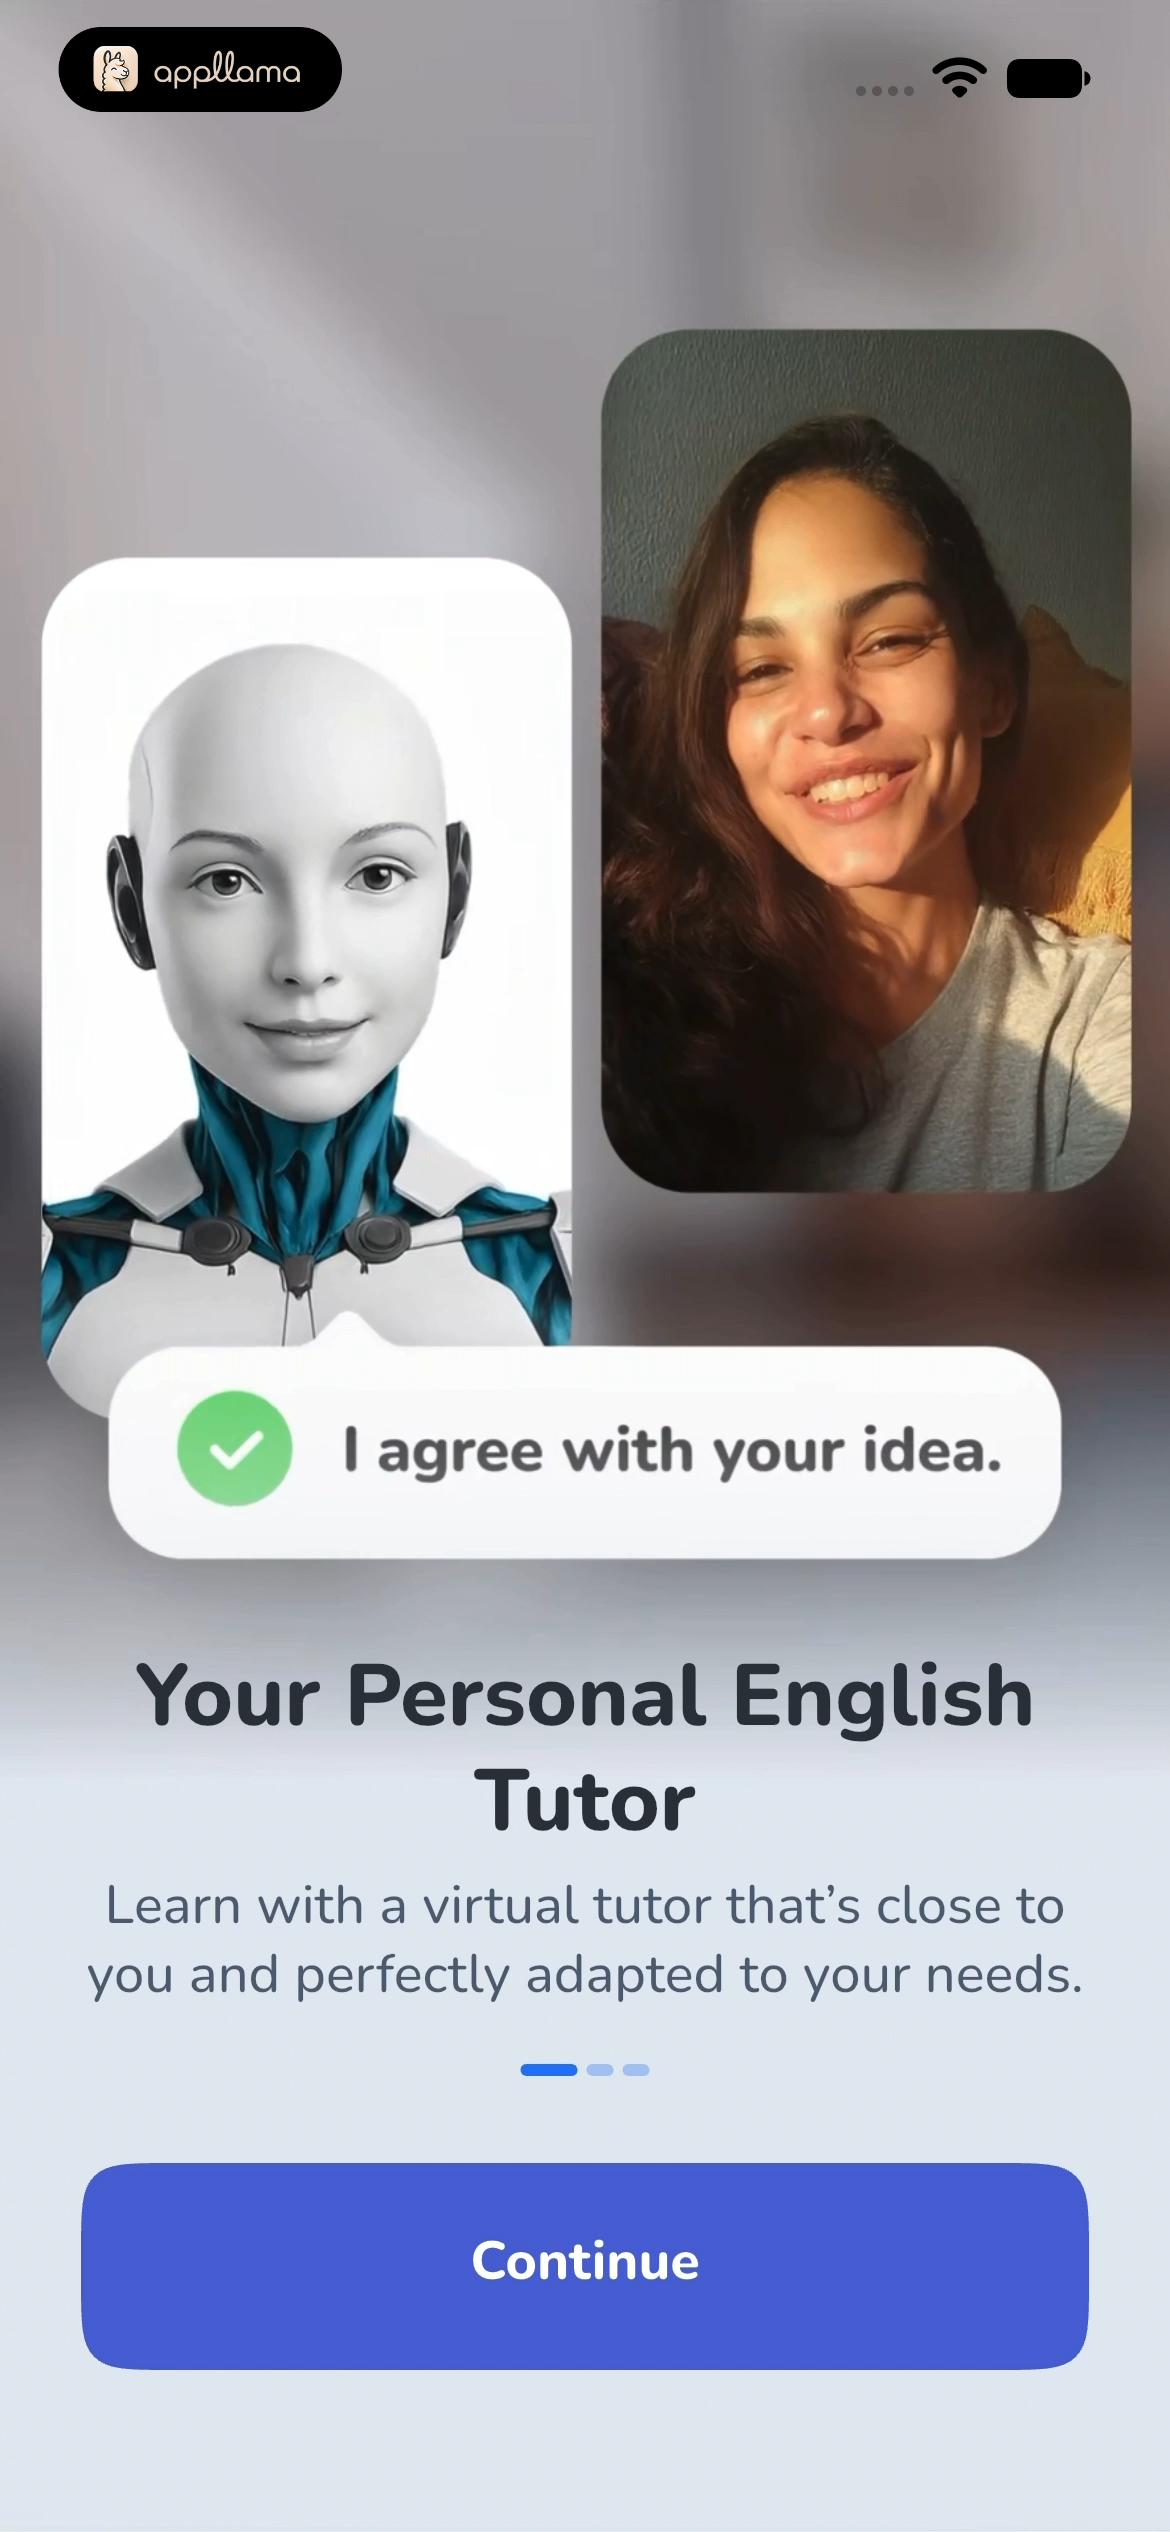 appllama
I agree with your idea.
Your Personal English
Tutor
Learn with a virtual tutor that’s close to
you and perfectly adapted to your needs.
Continue